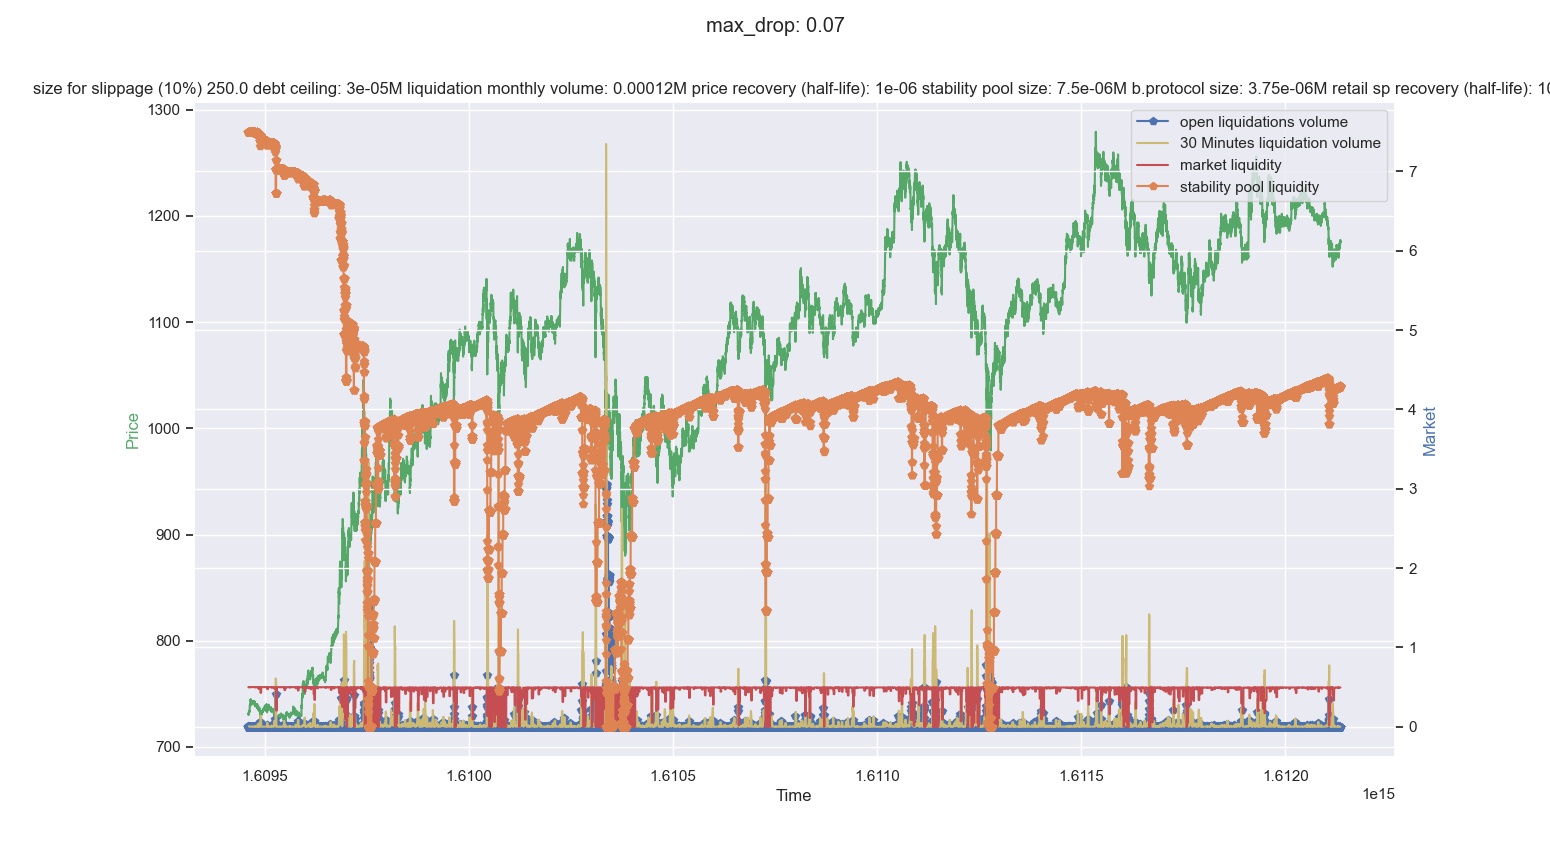 max_drop: 0.07
size for slippage (10%) 250.0 debt ceiling: 3e-05M liquidation monthly volume: 0.00012M price recovery (half-life): 1e-06 stability pool size: 7.5e-06M b.protocol size: 3.75e-06M retail sp recovery (half-life): 10
open liquidations volume
30 Minutes liquidation volume
market liquidity
stability pool liquidity
1300
1200
1100
1000
900
800
700
Price
7
6
5
4
3
2
1
0
Market
1.6095
1.6100
1.6105
1.6110
1.6115
1.6120
1e15
Time